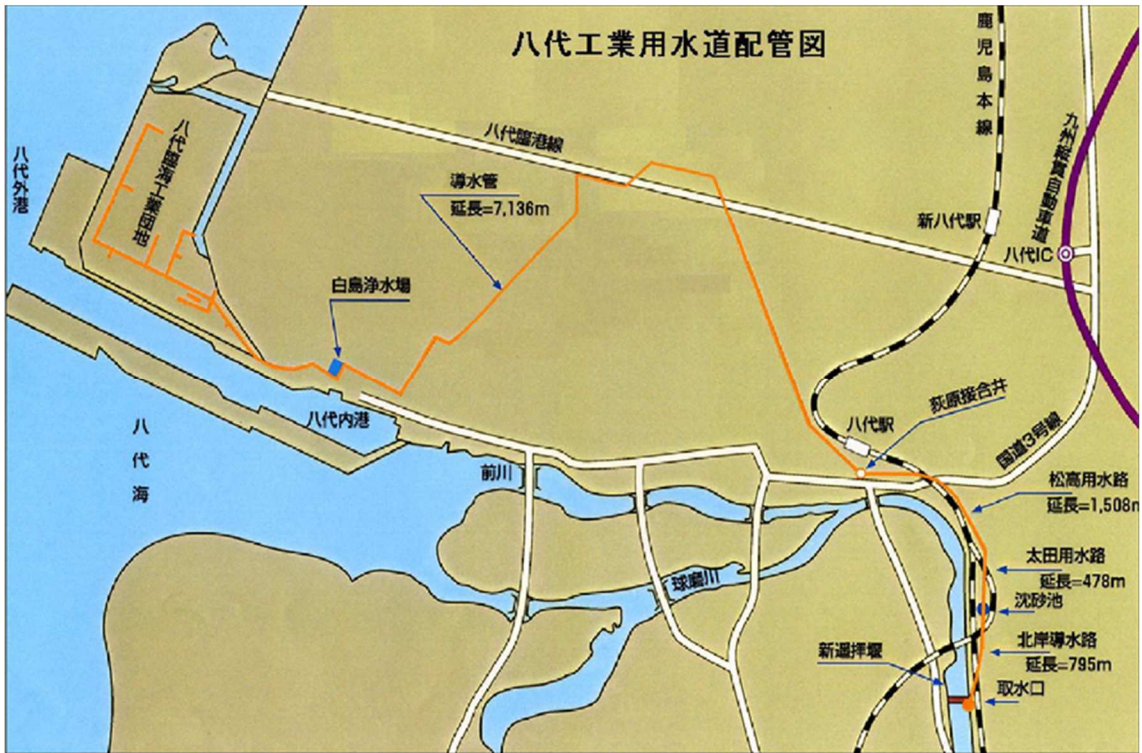 八代工業用水道配管図
鹿児島本線
九州縦貫自動車道
八代臨港線
八代臨海工業団地
八代外港
導水管
延長=7,136m
新八代駅
八代IC
白島浄水場
八代内港
八代海
前川
八代駅
萩原接合井
国道3号線
松高用水路
延長=1,508m
太田用水路
延長=478m
沈砂池
球磨川
新遥拝堰
北岸導水路
延長=795m
取水口